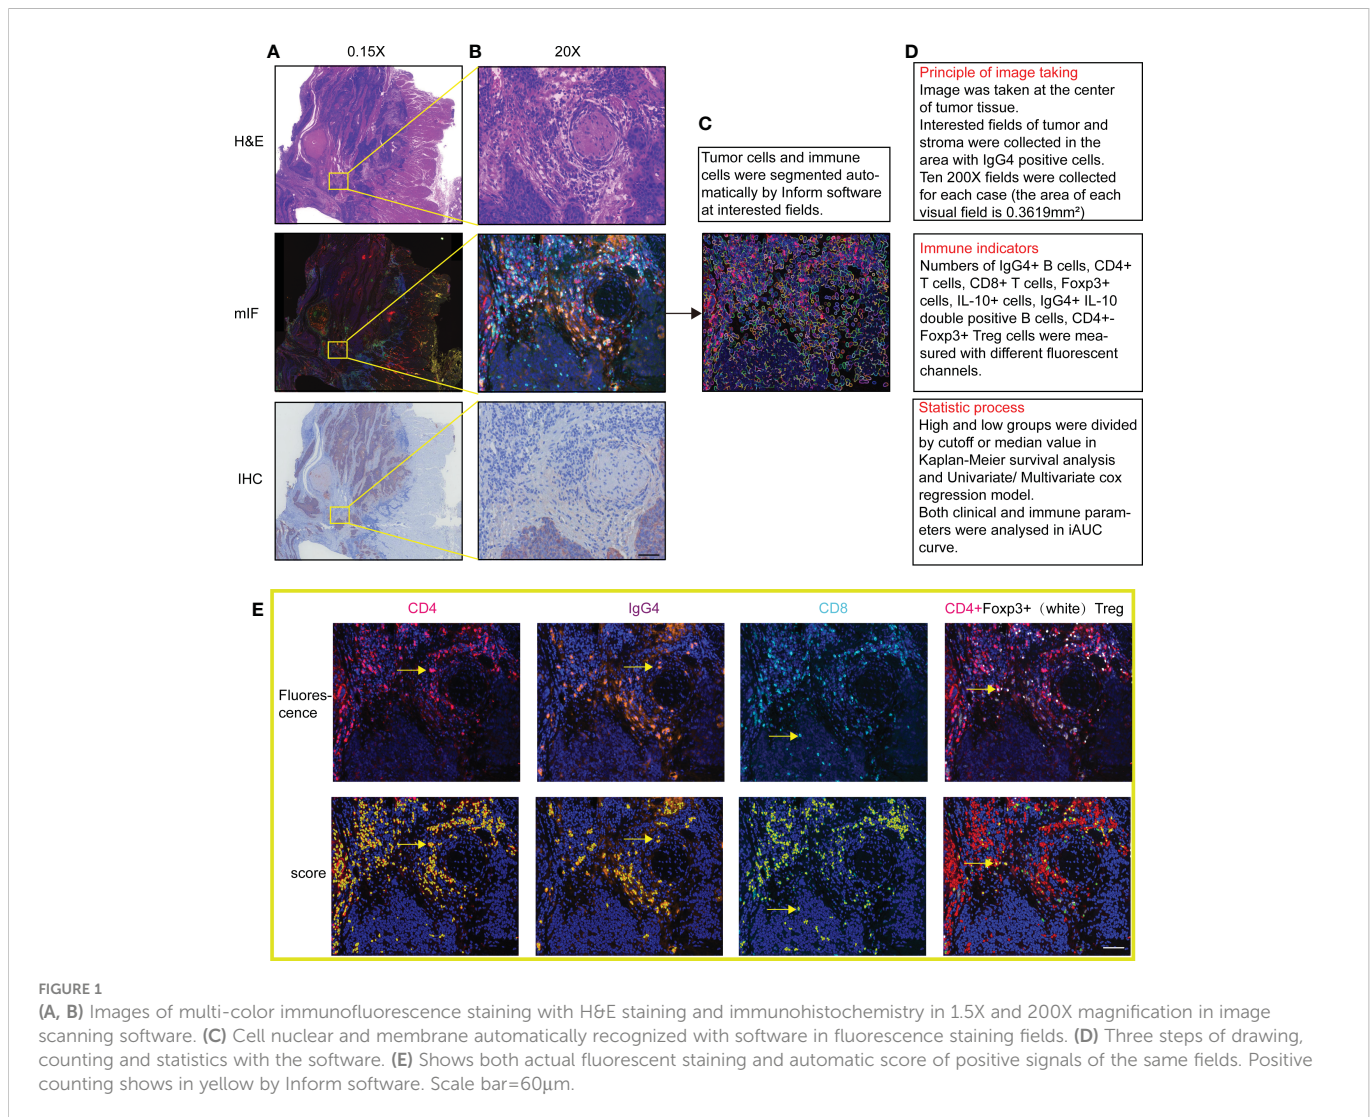 A
0.15X
B
20X
H&E
mIF
IHC
C
Tumor cells and immune
cells were segmented auto-
matically by Inform software
at interested fields.
D
Principle of image taking
Image was taken at the center
of tumor tissue.
Interested fields of tumor and
stroma were collected in the
area with IgG4 positive cells.
Ten 200X fields were collected
for each case (the area of each
visual field is 0.3619mm²)
Immune indicators
Numbers of IgG4+ B cells, CD4+
T cells, CD8+ T cells, Foxp3+
cells, IL-10+ cells, IgG4+ IL-10
double positive B cells, CD4+-
Foxp3+ Treg cells were mea-
sured with different fluorescent
channels.
Statistic process
High and low groups were divided
by cutoff or median value in
Kaplan-Meier survival analysis
and Univariate/ Multivariate cox
regression model.
Both clinical and immune param-
eters were analysed in iAUC
curve.
E
CD4
IgG4
CD8
CD4+Foxp3+（white）Treg
Fluores-
cence
score
FIGURE 1
(A, B) Images of multi-color immunofluorescence staining with H&E staining and immunohistochemistry in 1.5X and 200X magnification in image
scanning software. (C) Cell nuclear and membrane automatically recognized with software in fluorescence staining fields. (D) Three steps of drawing,
counting and statistics with the software. (E) Shows both actual fluorescent staining and automatic score of positive signals of the same fields. Positive
counting shows in yellow by Inform software. Scale bar=60μm.